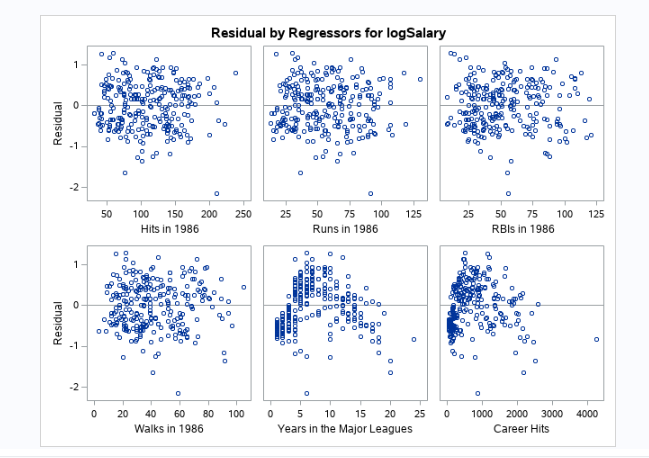 Residual by Regressors for logSalary
Residual
1
0
-1
-2
50 100 150 200 250
Hits in 1986
25 50 75 100 125
Runs in 1986
25 50 75 100 125
RBIs in 1986
Residual
1
0
-1
-2
0 20 40 60 80 100
Walks in 1986
0 5 10 15 20 25
Years in the Major Leagues
0 1000 2000 3000 4000
Career Hits